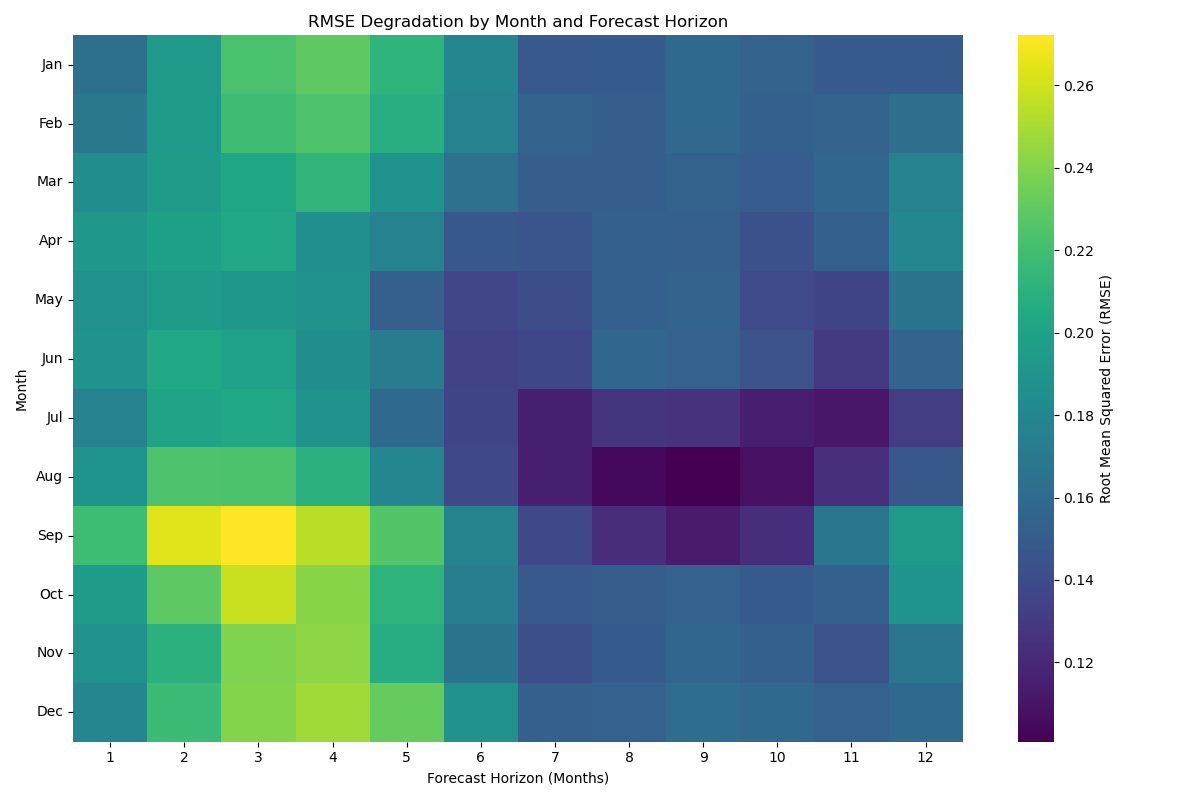 RMSE Degradation by Month and Forecast Horizon
Month
Jan
Feb
Mar
Apr
May
Jun
Jul
Aug
Sep
Oct
Nov
Dec
1 2 3 4 5 6 7 8 9 10 11 12
Forecast Horizon (Months)
0.26
0.24
0.22
0.20
0.18
0.16
0.14
0.12
Root Mean Squared Error (RMSE)